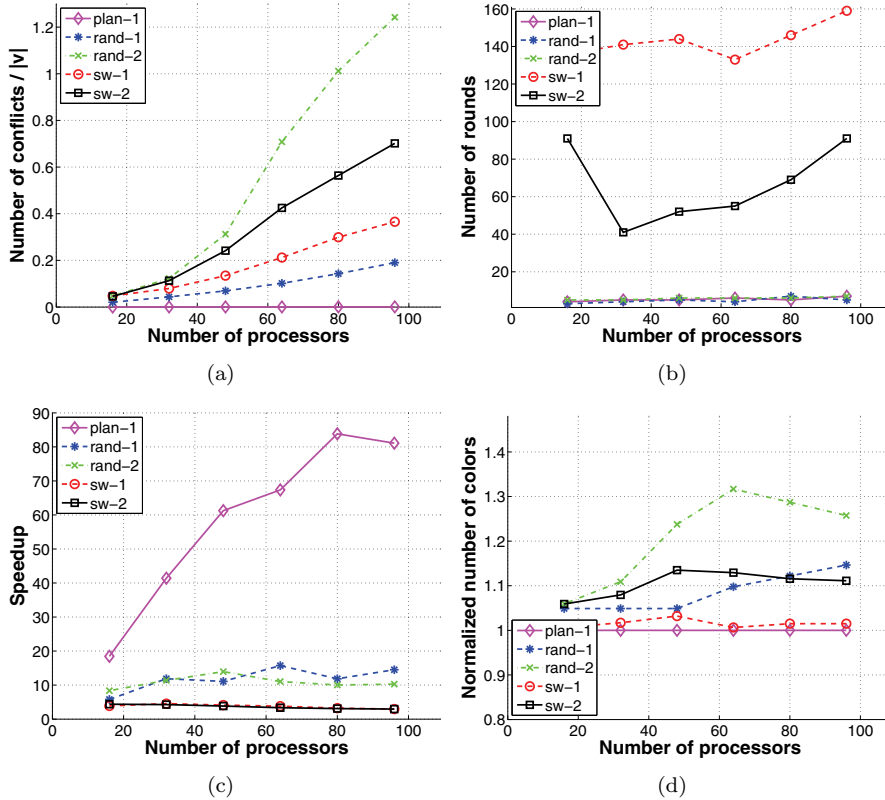 1.2
1
0.8
0.6
0.4
0.2
0
Number of conflicts / |v|
plan-1
rand-1
rand-2
sw-1
sw-2
0 20 40 60 80 100
Number of processors
(a)
160
140
120
100
80
60
40
20
Number of rounds
plan-1
rand-1
rand-2
sw-1
sw-2
0 20 40 60 80 100
Number of processors
(b)
90
80
70
60
50
40
30
20
10
0
Speedup
plan-1
rand-1
rand-2
sw-1
sw-2
0 20 40 60 80 100
Number of processors
(c)
1.4
1.3
1.2
1.1
1
0.9
0.8
Normalized number of colors
plan-1
rand-1
rand-2
sw-1
sw-2
0 20 40 60 80 100
Number of processors
(d)